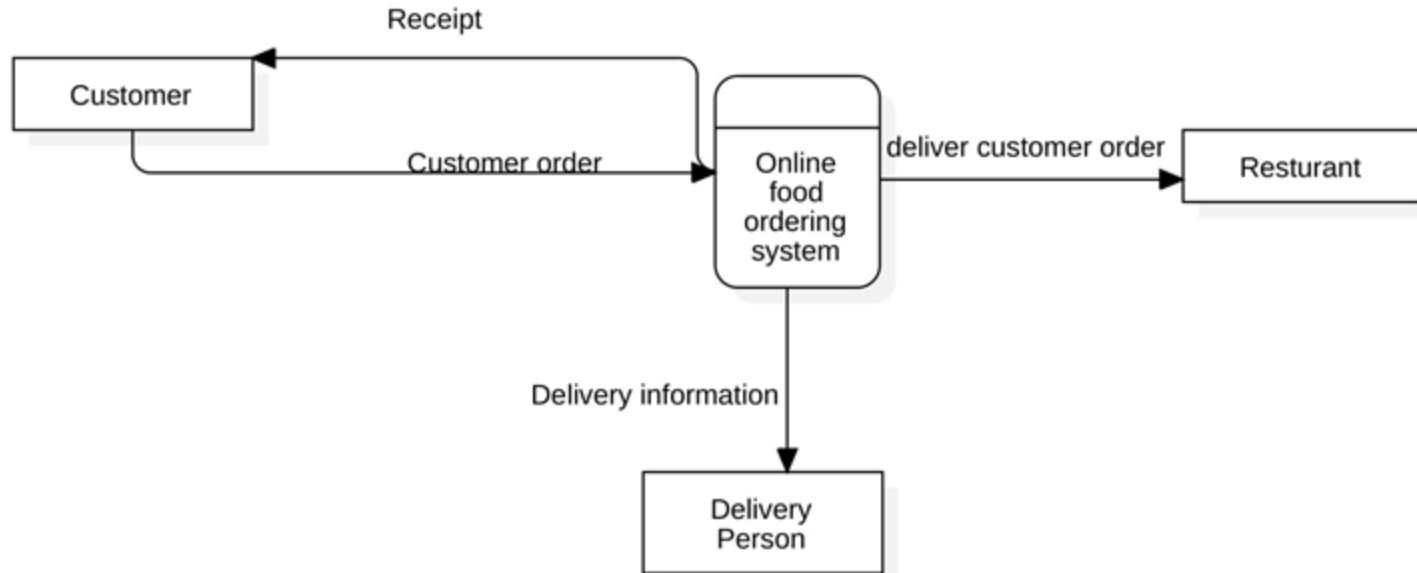 Receipt
Customer
Customer order
Online
food
ordering
system
deliver customer order
Resturant
Delivery information
Delivery
Person